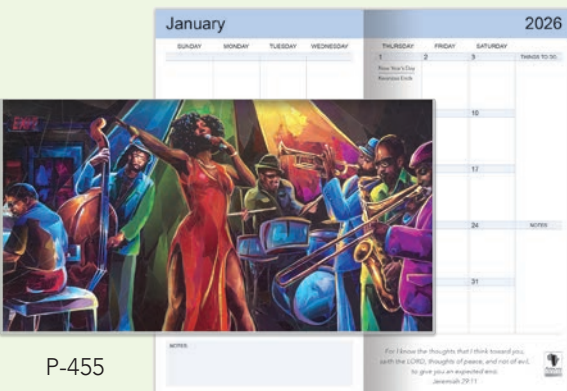 January 2026
SUNDAY MONDAY TUESDAY WEDNESDAY THURSDAY FRIDAY SATURDAY
1 2 3 THINGS TO DO
New Year's Day
Kwanzaa Ends
EXIT
10
17
24 NOTES
31
NOTES
For I know the thoughts that I think toward you,
saith the LORD, thoughts of peace, and not of evil,
to give you an expected end.
Jeremiah 29:11
P-455